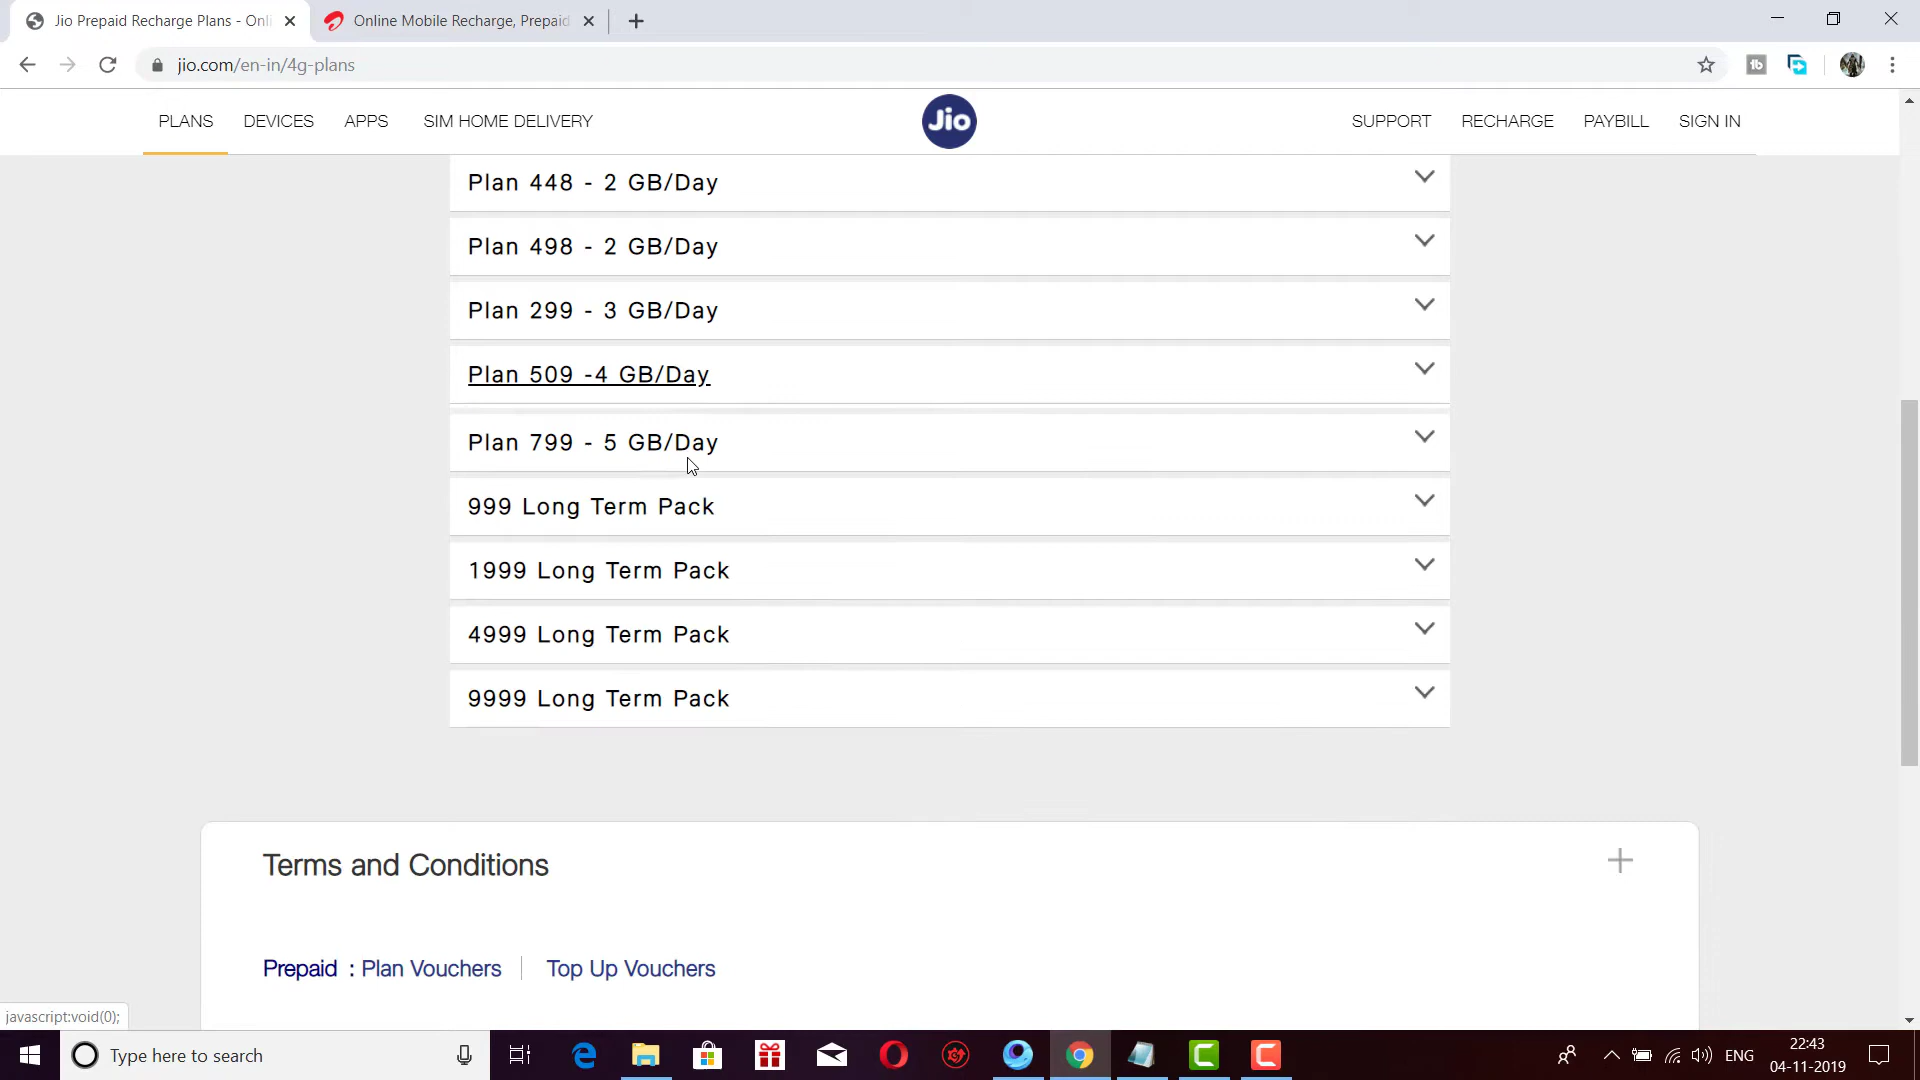 Jio Prepaid Recharge Plans - Onli
Online Mobile Recharge, Prepaid
jio.com/en-in/4g-plans
PLANS
DEVICES
APPS
SIM HOME DELIVERY
Jio
SUPPORT
RECHARGE
PAYBILL
SIGN IN
Plan 448 - 2 GB/Day
Plan 498 - 2 GB/Day
Plan 299 - 3 GB/Day
Plan 509 -4 GB/Day
Plan 799 - 5 GB/Day
999 Long Term Pack
1999 Long Term Pack
4999 Long Term Pack
9999 Long Term Pack
Terms and Conditions
Prepaid : Plan Vouchers | Top Up Vouchers
javascript:void(0);
Type here to search
ENG
22:43
04-11-2019